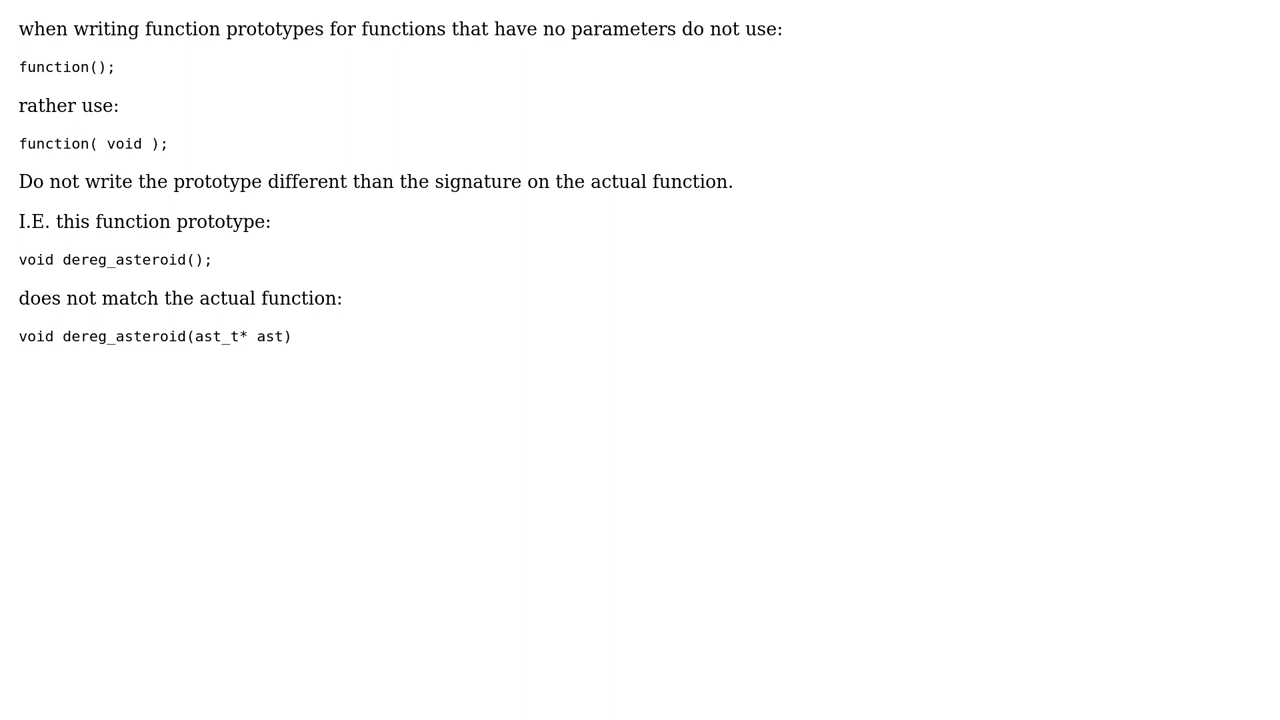 when writing function prototypes for functions that have no parameters do not use:
function();
rather use:
function( void );
Do not write the prototype different than the signature on the actual function.
I.E. this function prototype:
void dereg_asteroid();
does not match the actual function:
void dereg_asteroid(ast_t* ast)